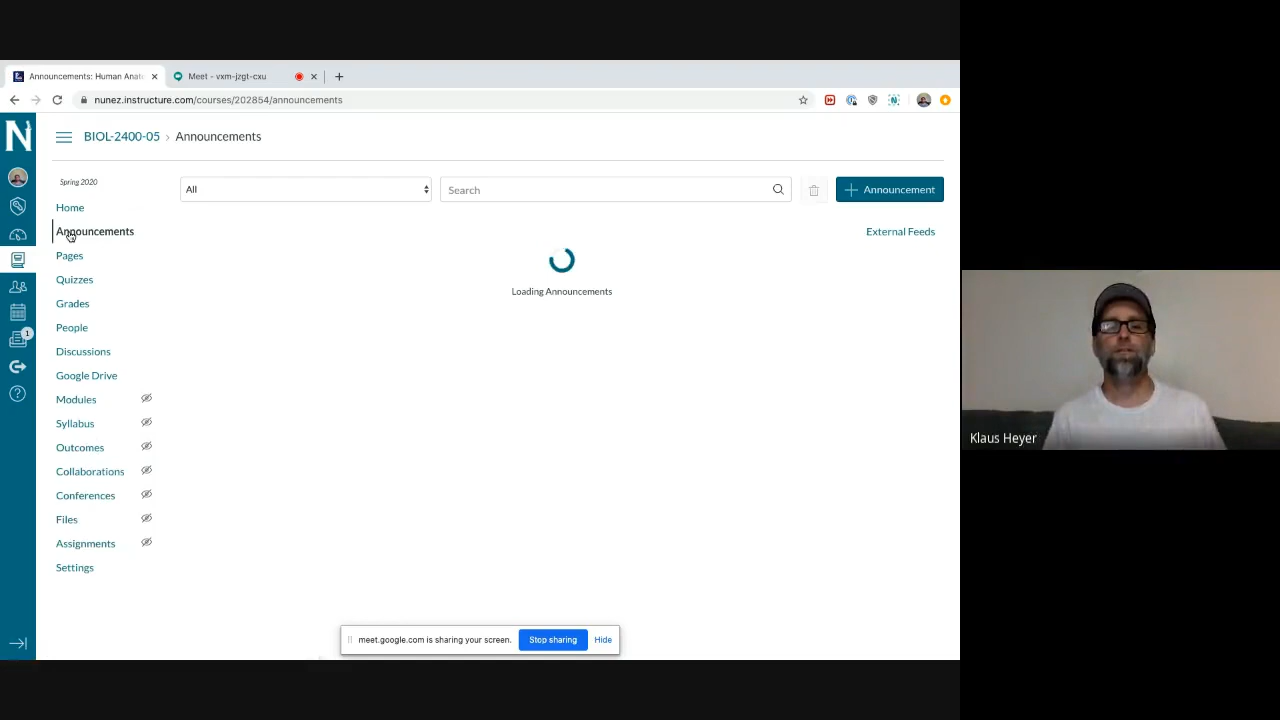 Announcements: Human Anat
Meet - vxm-jzgt-cxu
nunez.instructure.com/courses/202854/announcements
N
BIOL-2400-05 › Announcements
Spring 2020
All
Search
Announcement
Home
Announcements
External Feeds
Pages
Quizzes
Loading Announcements
Grades
People
1
Discussions
Google Drive
Modules
Syllabus
Klaus Heyer
Outcomes
Collaborations
Conferences
Files
Assignments
Settings
meet.google.com is sharing your screen.
Stop sharing
Hide